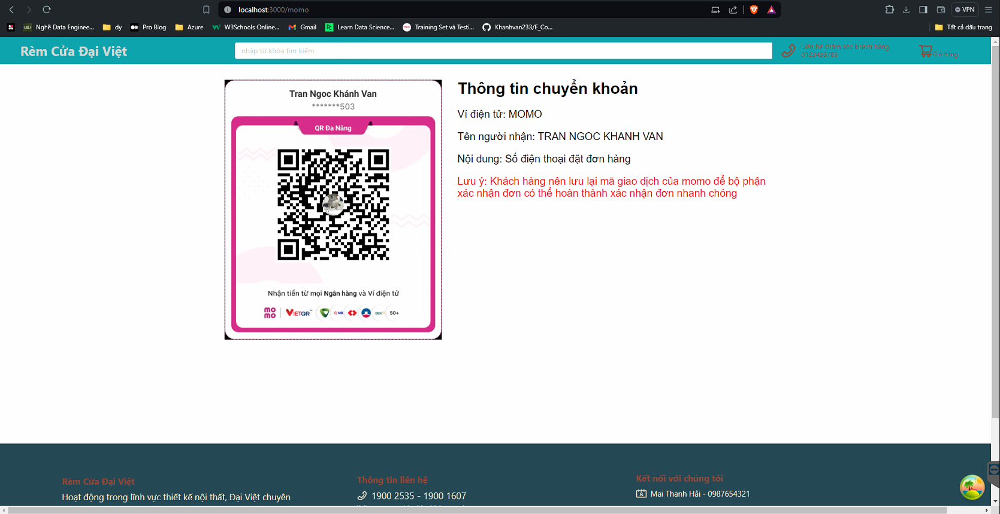 localhost:3000/momo
VPN
Nghề Data Enginee...
dy
Pro Blog
Azure
W3Schools Online...
Gmail
Learn Data Science...
Training Set và Testi...
Khanhvan233/E_Co...
Tất cả dấu trang
Rèm Cửa Đại Việt
nhập từ khóa tìm kiếm
Liên hệ chăm sóc khách hàng
0123456789
Giỏ hàng
Tran Ngoc Khánh Van
*******503
QR Đa Năng
Nhận tiền từ mọi Ngân hàng và Ví điện tử
mo
mo
VIETQR™
MB
BIDV
50+
Thông tin chuyển khoản
Ví điện tử: MOMO
Tên người nhận: TRAN NGOC KHANH VAN
Nội dung: Số điện thoại đặt đơn hàng
Lưu ý: Khách hàng nên lưu lại mã giao dịch của momo để bộ phận
xác nhận đơn có thể hoàn thành xác nhận đơn nhanh chóng
Rèm Cửa Đại Việt
Hoạt động trong lĩnh vực thiết kế nội thất, Đại Việt chuyên
Thông tin liên hệ
1900 2535 - 1900 1607
Kết nối với chúng tôi
Mai Thanh Hải - 0987654321